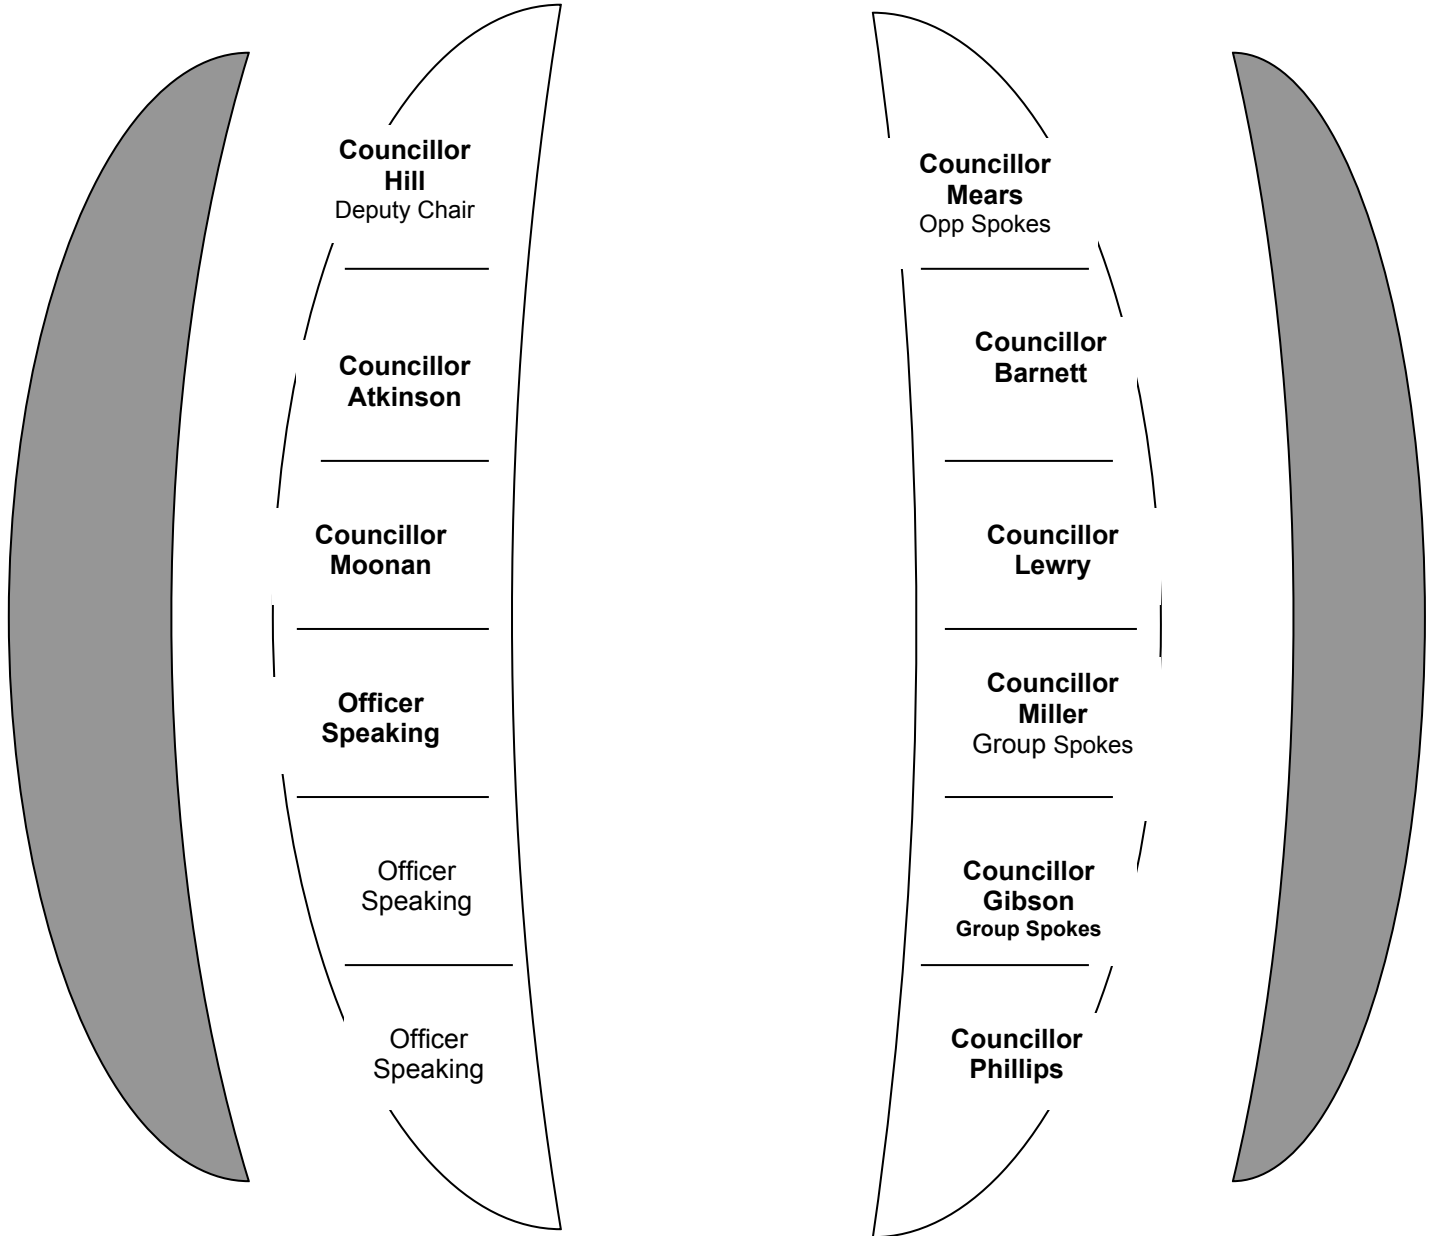 Councillor
Hill
Deputy Chair
Councillor
Atkinson
Councillor
Moonan
Officer
Speaking
Officer
Speaking
Officer
Speaking
Councillor
Mears
Opp Spokes
Councillor
Barnett
Councillor
Lewry
Councillor
Miller
Group Spokes
Councillor
Gibson
Group Spokes
Councillor
Phillips